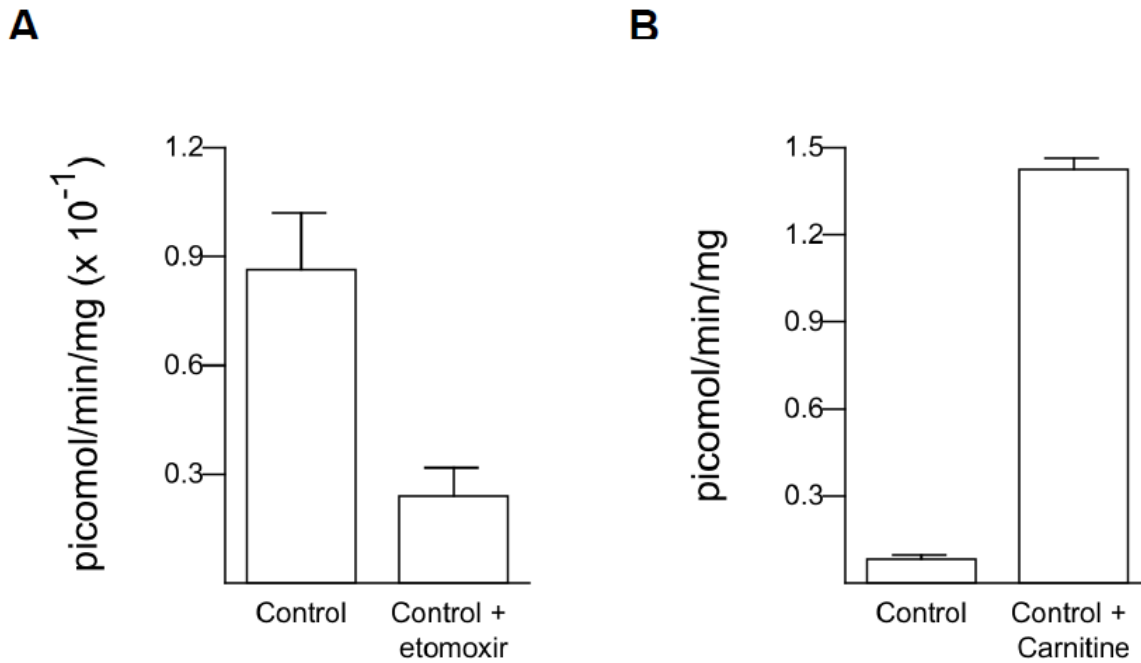 A
B
picomol/min/mg (x 10⁻¹)
1.2
0.9
0.6
0.3
Control
Control +
etomoxir
picomol/min/mg
1.5
1.2
0.9
0.6
0.3
Control
Control +
Carnitine